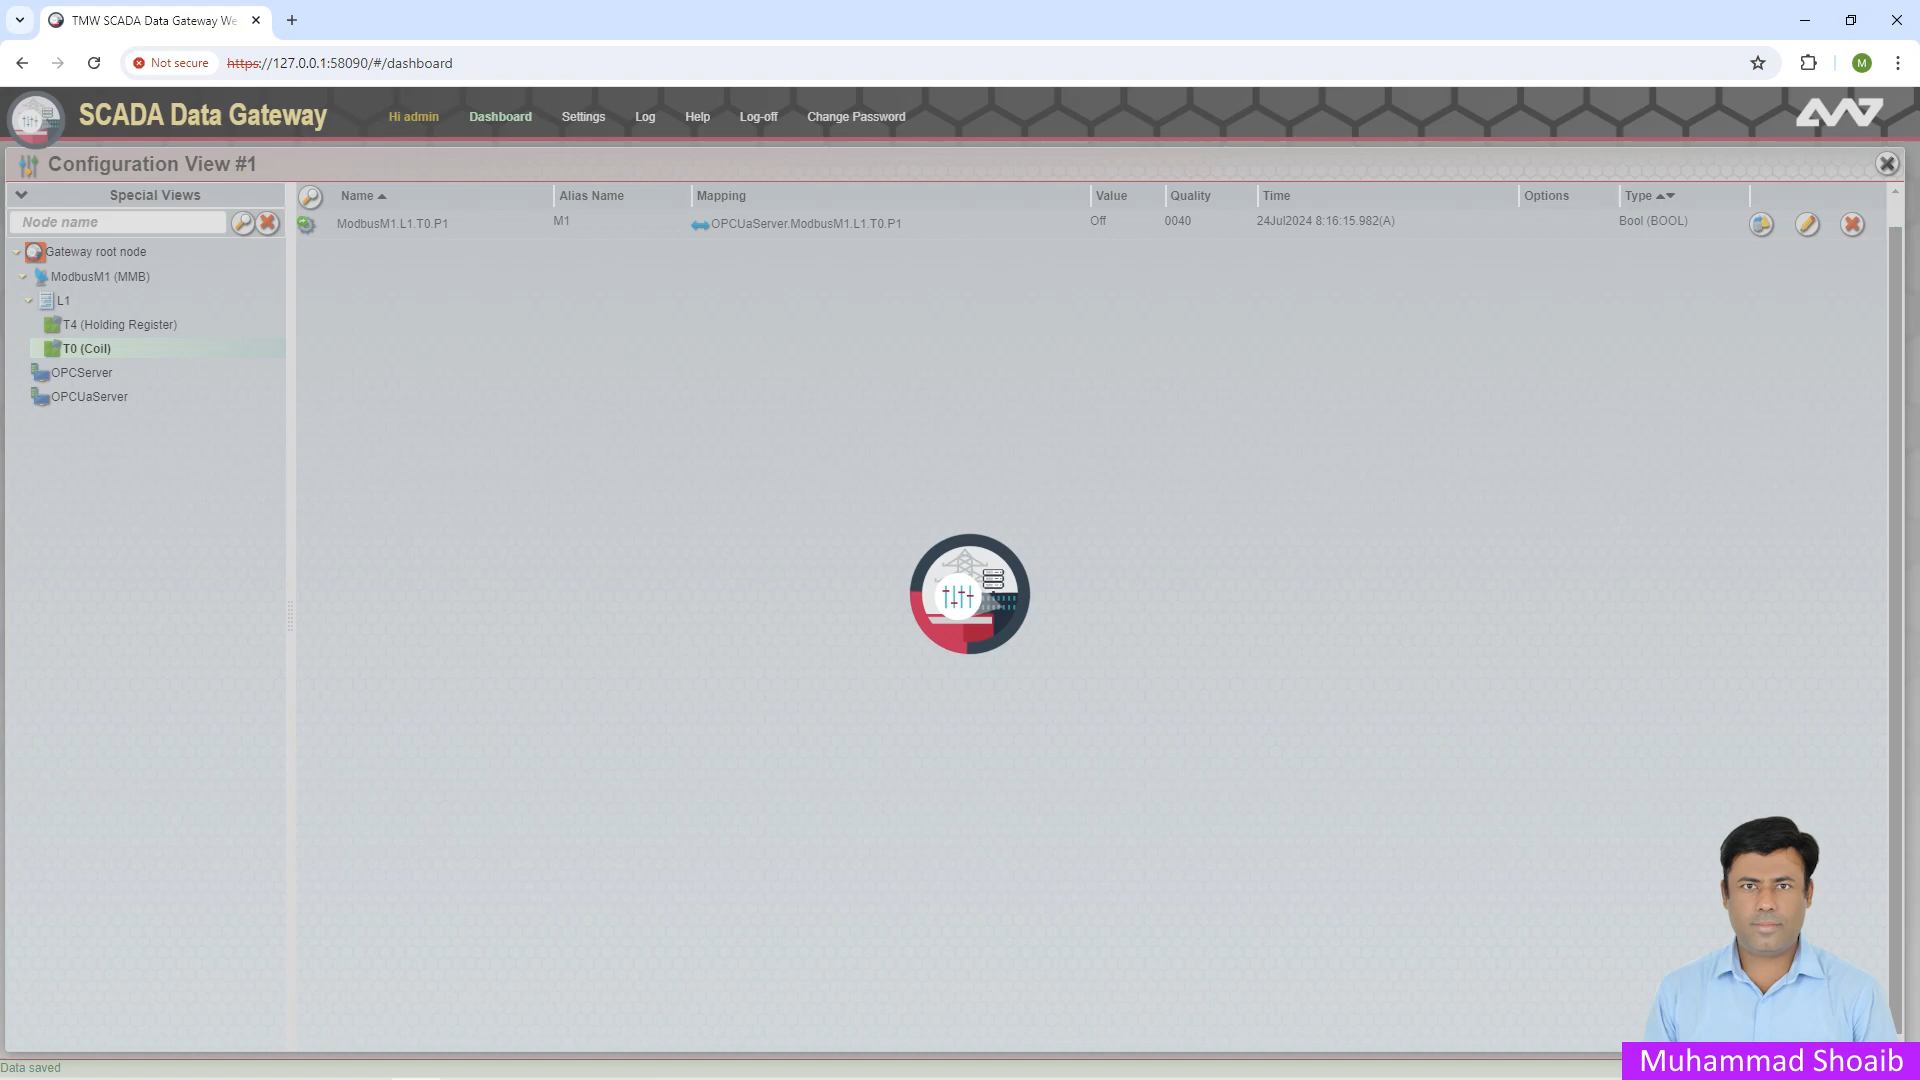 TMW SCADA Data Gateway We
Not secure
https://127.0.0.1:58090/#/dashboard
M
SCADA Data Gateway
Hi admin
Dashboard
Settings
Log
Help
Log-off
Change Password
Configuration View #1
Special Views
Name
Alias Name
Mapping
Value
Quality
Time
Options
Type
Node name
ModbusM1.L1.T0.P1
M1
OPCUaServer.ModbusM1.L1.T0.P1
Off
0040
24Jul2024 8:16:15.982(A)
Bool (BOOL)
Gateway root node
ModbusM1 (MMB)
L1
T4 (Holding Register)
T0 (Coil)
OPCServer
OPCUaServer
Data saved
Muhammad Shoaib